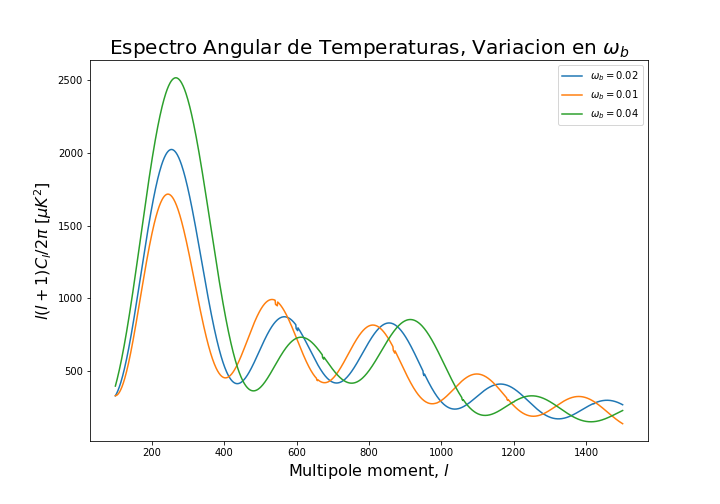 Espectro Angular de Temperaturas, Variacion en ω_b
ω_b = 0.02
ω_b = 0.01
ω_b = 0.04
l(l + 1)C_l/2π [μK²]
2500
2000
1500
1000
500
200 400 600 800 1000 1200 1400
Multipole moment, l